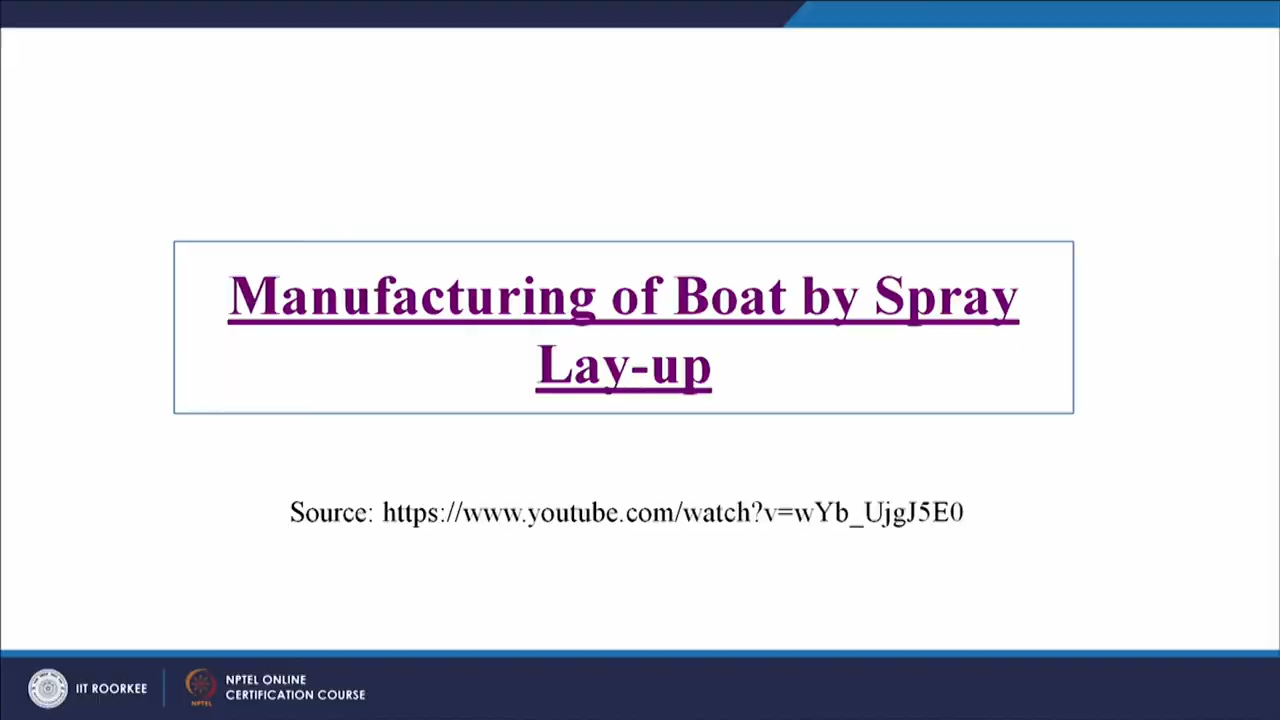 Manufacturing of Boat by Spray
Lay-up
Source: https://www.youtube.com/watch?v=wYb_UjgJ5E0
IIT ROORKEE
NPTEL
NPTEL ONLINE
CERTIFICATION COURSE